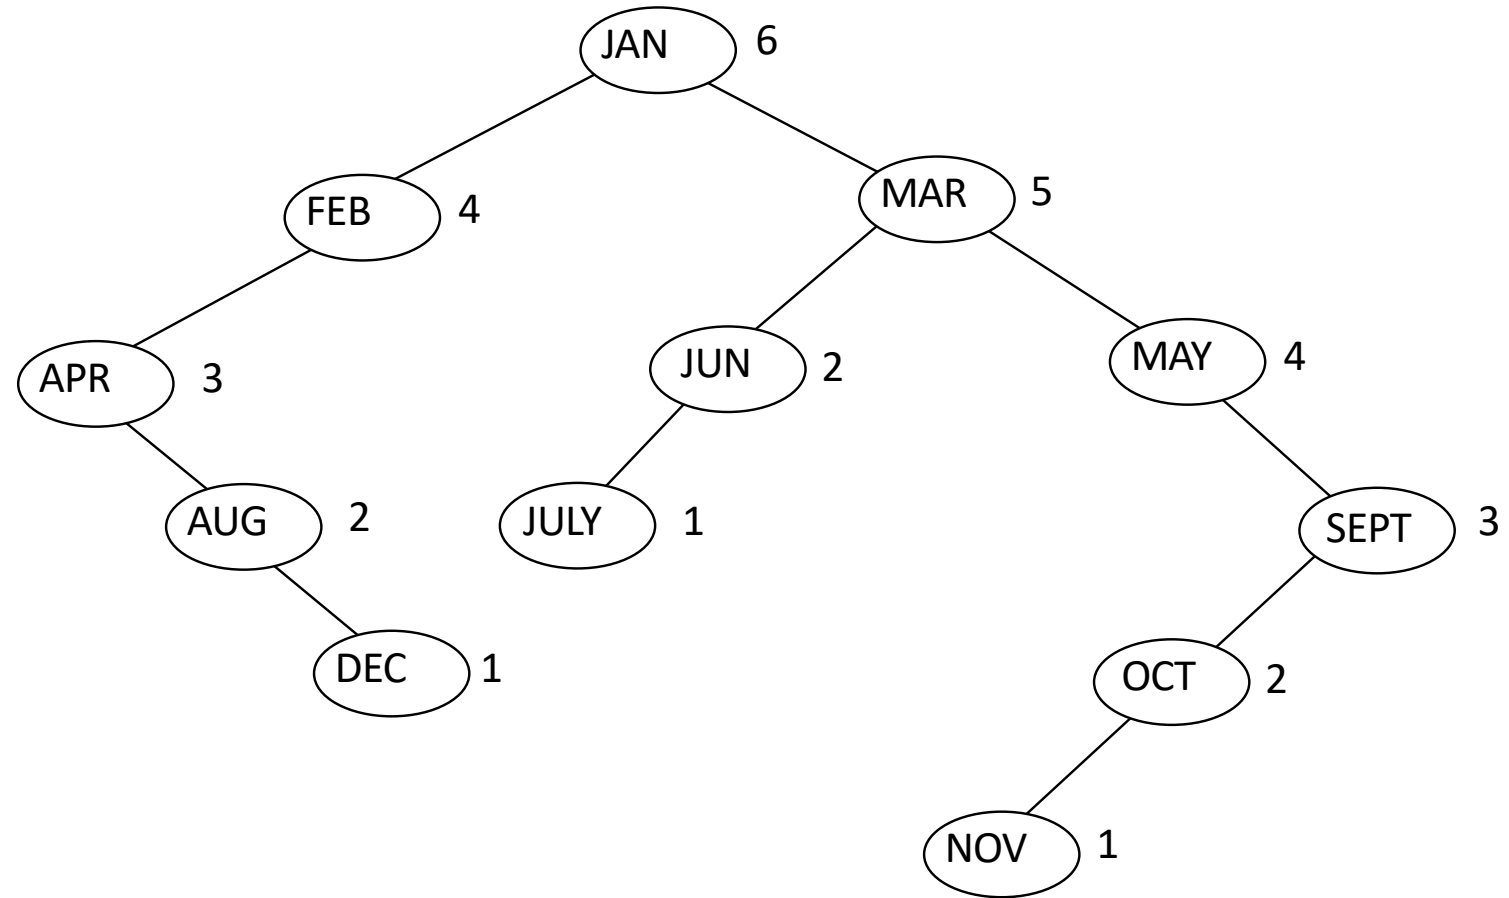 JAN 6
FEB 4
MAR 5
APR 3
JUN 2
MAY 4
AUG 2
JULY 1
SEPT 3
DEC 1
OCT 2
NOV 1